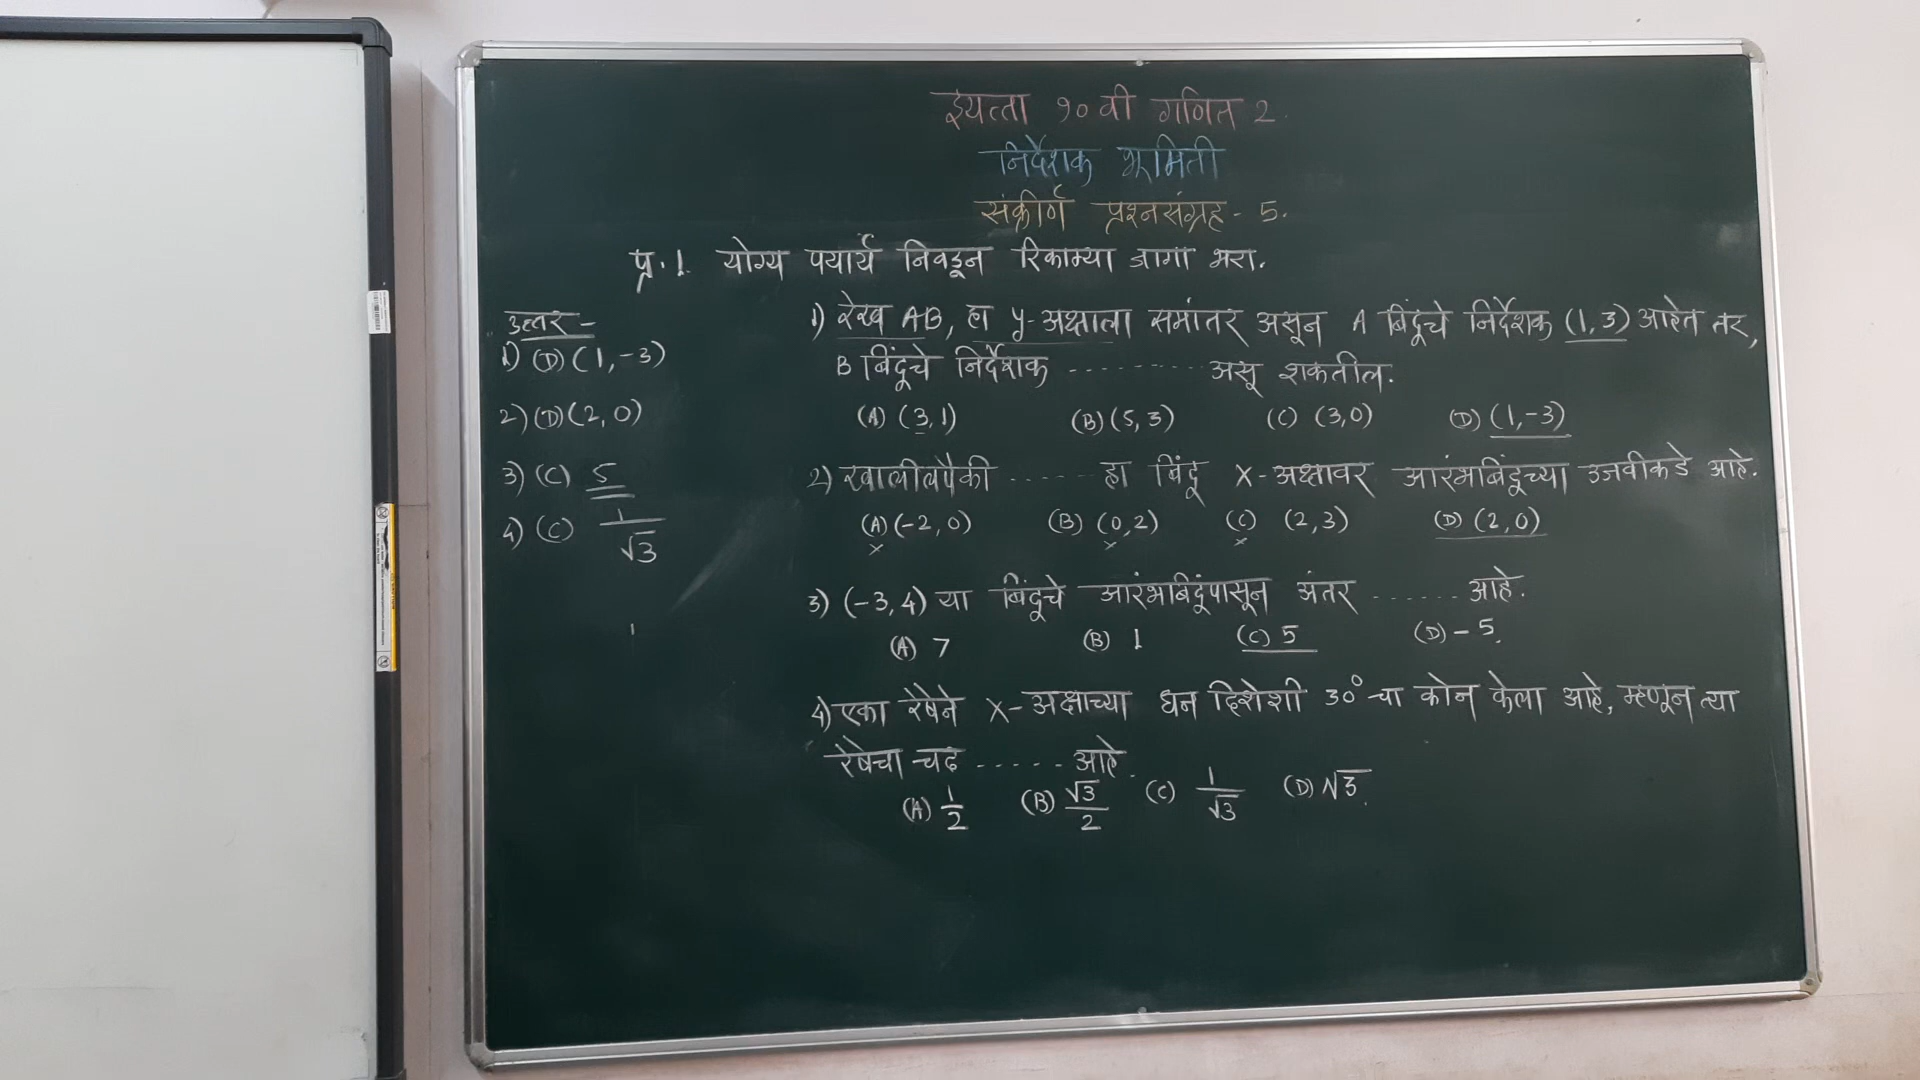 इयत्ता १० वी गणित 2.
निर्देशक भूमिती
संकीर्ण प्रश्नसंग्रह - 5.
प्र. 1. योग्य पर्याय निवडून रिकाम्या जागा भरा.
1) रेख AB, हा y-अक्षाला समांतर असून A बिंदूचे निर्देशक (1,3) आहेत तर,
B बिंदूचे निर्देशक .......... असू शकतील.
(A) (3,1) (B) (5,3) (C) (3,0) (D) (1,-3)
2) खालीलपैकी ...... हा बिंदू X-अक्षावर आरंभबिंदूच्या उजवीकडे आहे.
(A) (-2,0) (B) (0,2) (C) (2,3) (D) (2,0)
3) (-3,4) या बिंदूचे आरंभबिंदूपासून अंतर ...... आहे.
(A) 7 (B) 1 (C) 5 (D) -5.
4) एका रेषेने X-अक्षाच्या धन दिशेशी 30° चा कोन केला आहे, म्हणून त्या
रेषेचा चढ ...... आहे.
(A) 1/2 (B) √3/2 (C) 1/√3 (D) √3.
उत्तर -
1) (D) (1,-3)
2) (D) (2,0)
3) (C) 5
4) (C) 1/√3